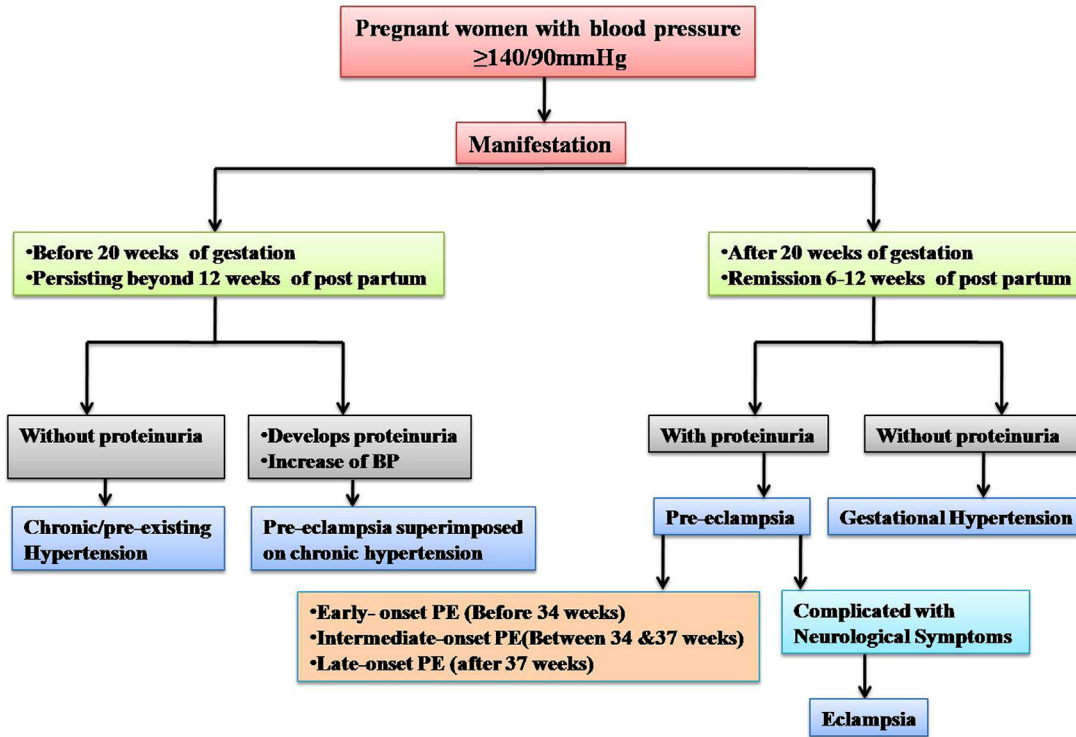 Pregnant women with blood pressure
≥140/90mmHg
Manifestation
•Before 20 weeks of gestation
•Persisting beyond 12 weeks of post partum
•After 20 weeks of gestation
•Remission 6-12 weeks of post partum
Without proteinuria
•Develops proteinuria
•Increase of BP
With proteinuria
Without proteinuria
Chronic/pre-existing
Hypertension
Pre-eclampsia superimposed
on chronic hypertension
Pre-eclampsia
Gestational Hypertension
•Early- onset PE (Before 34 weeks)
•Intermediate-onset PE(Between 34 &37 weeks)
•Late-onset PE (after 37 weeks)
Complicated with
Neurological Symptoms
Eclampsia